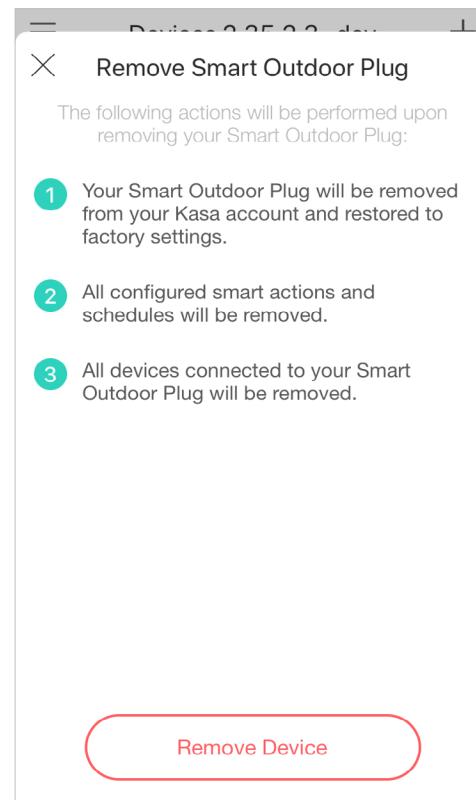 Remove Smart Outdoor Plug
The following actions will be performed upon
removing your Smart Outdoor Plug:
1 Your Smart Outdoor Plug will be removed
from your Kasa account and restored to
factory settings.
2 All configured smart actions and
schedules will be removed.
3 All devices connected to your Smart
Outdoor Plug will be removed.
Remove Device